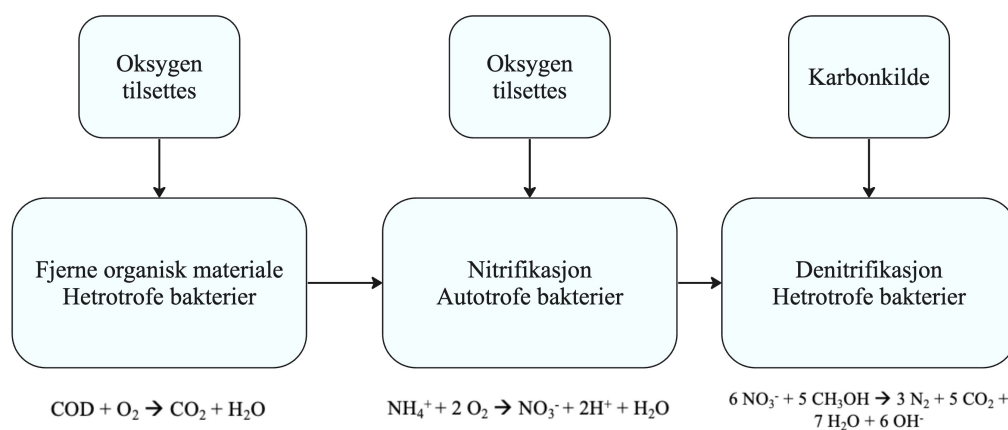 Oksygen
tilsettes
Oksygen
tilsettes
Karbonkilde
Fjerne organisk materiale
Hetrotrofe bakterier
Nitrifikasjon
Autotrofe bakterier
Denitrifikasjon
Hetrotrofe bakterier
COD + O₂ → CO₂ + H₂O
NH₄⁺ + 2 O₂ → NO₃⁻ + 2H⁺ + H₂O
6 NO₃⁻ + 5 CH₃OH → 3 N₂ + 5 CO₂ +
7 H₂O + 6 OH⁻